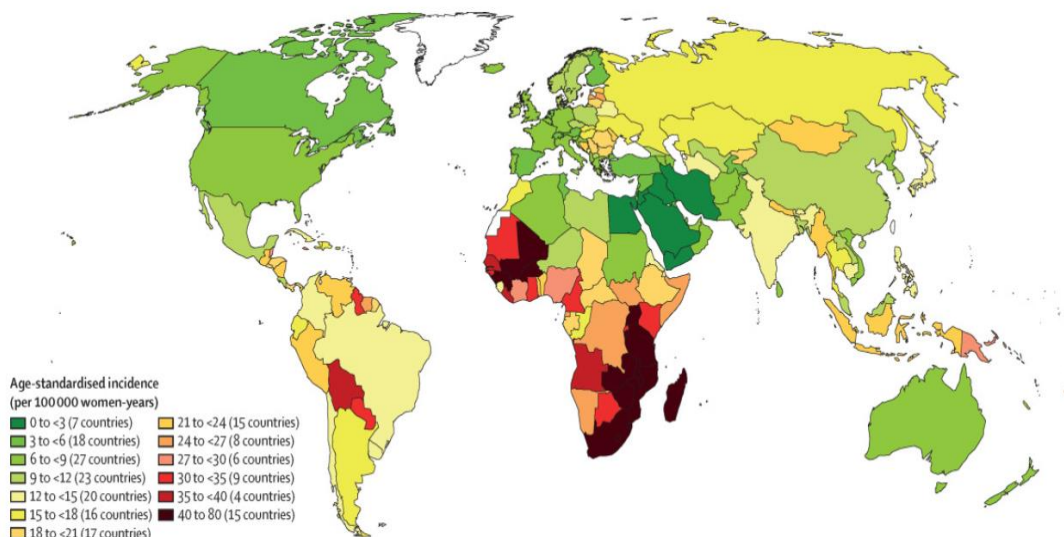 Age-standardised incidence
(per 100 000 women-years)
0 to <3 (7 countries)
3 to <6 (18 countries)
6 to <9 (27 countries)
9 to <12 (23 countries)
12 to <15 (20 countries)
15 to <18 (16 countries)
18 to <21 (17 countries)
21 to <24 (15 countries)
24 to <27 (8 countries)
27 to <30 (6 countries)
30 to <35 (9 countries)
35 to <40 (4 countries)
40 to 80 (15 countries)